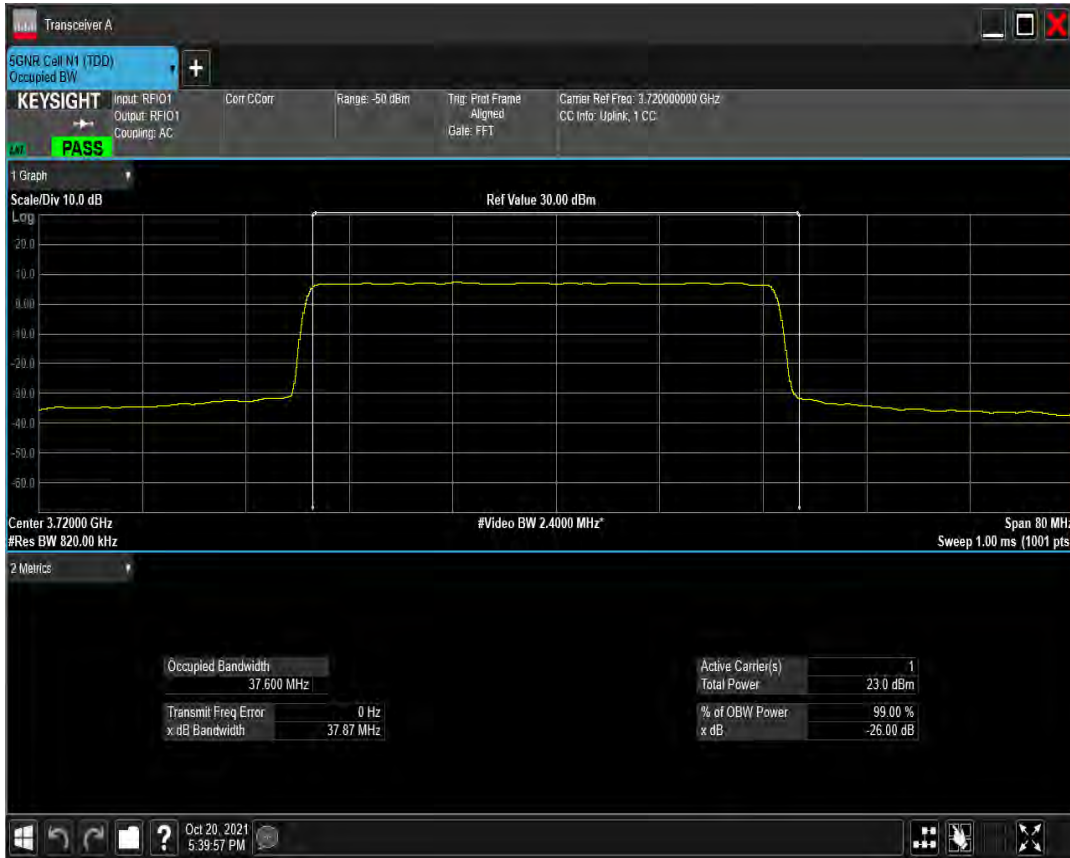 Transceiver A
5GNR Cell N1 (TDD)
Occupied BW
+
KEYSIGHT
PASS
Input: RFIO1
Output: RFIO1
Coupling: AC
Corr CCorr
Range: -50 dBm
Trig: Prot Frame
Aligned
Gate: FFT
Carrier Ref Freq: 3.720000000 GHz
CC Info: Uplink, 1 CC
1 Graph
Scale/Div 10.0 dB
Ref Value 30.00 dBm
Log
20.0
10.0
0.00
-10.0
-20.0
-30.0
-40.0
-50.0
-60.0
Center 3.72000 GHz
#Video BW 2.4000 MHz*
Span 80 MHz
#Res BW 820.00 kHz
Sweep 1.00 ms (1001 pts
2 Metrics
Occupied Bandwidth
37.600 MHz
Transmit Freq Error 0 Hz
x dB Bandwidth 37.87 MHz
Active Carrier(s) 1
Total Power 23.0 dBm
% of OBW Power 99.00 %
x dB -26.00 dB
?
Oct 20, 2021
5:39:57 PM